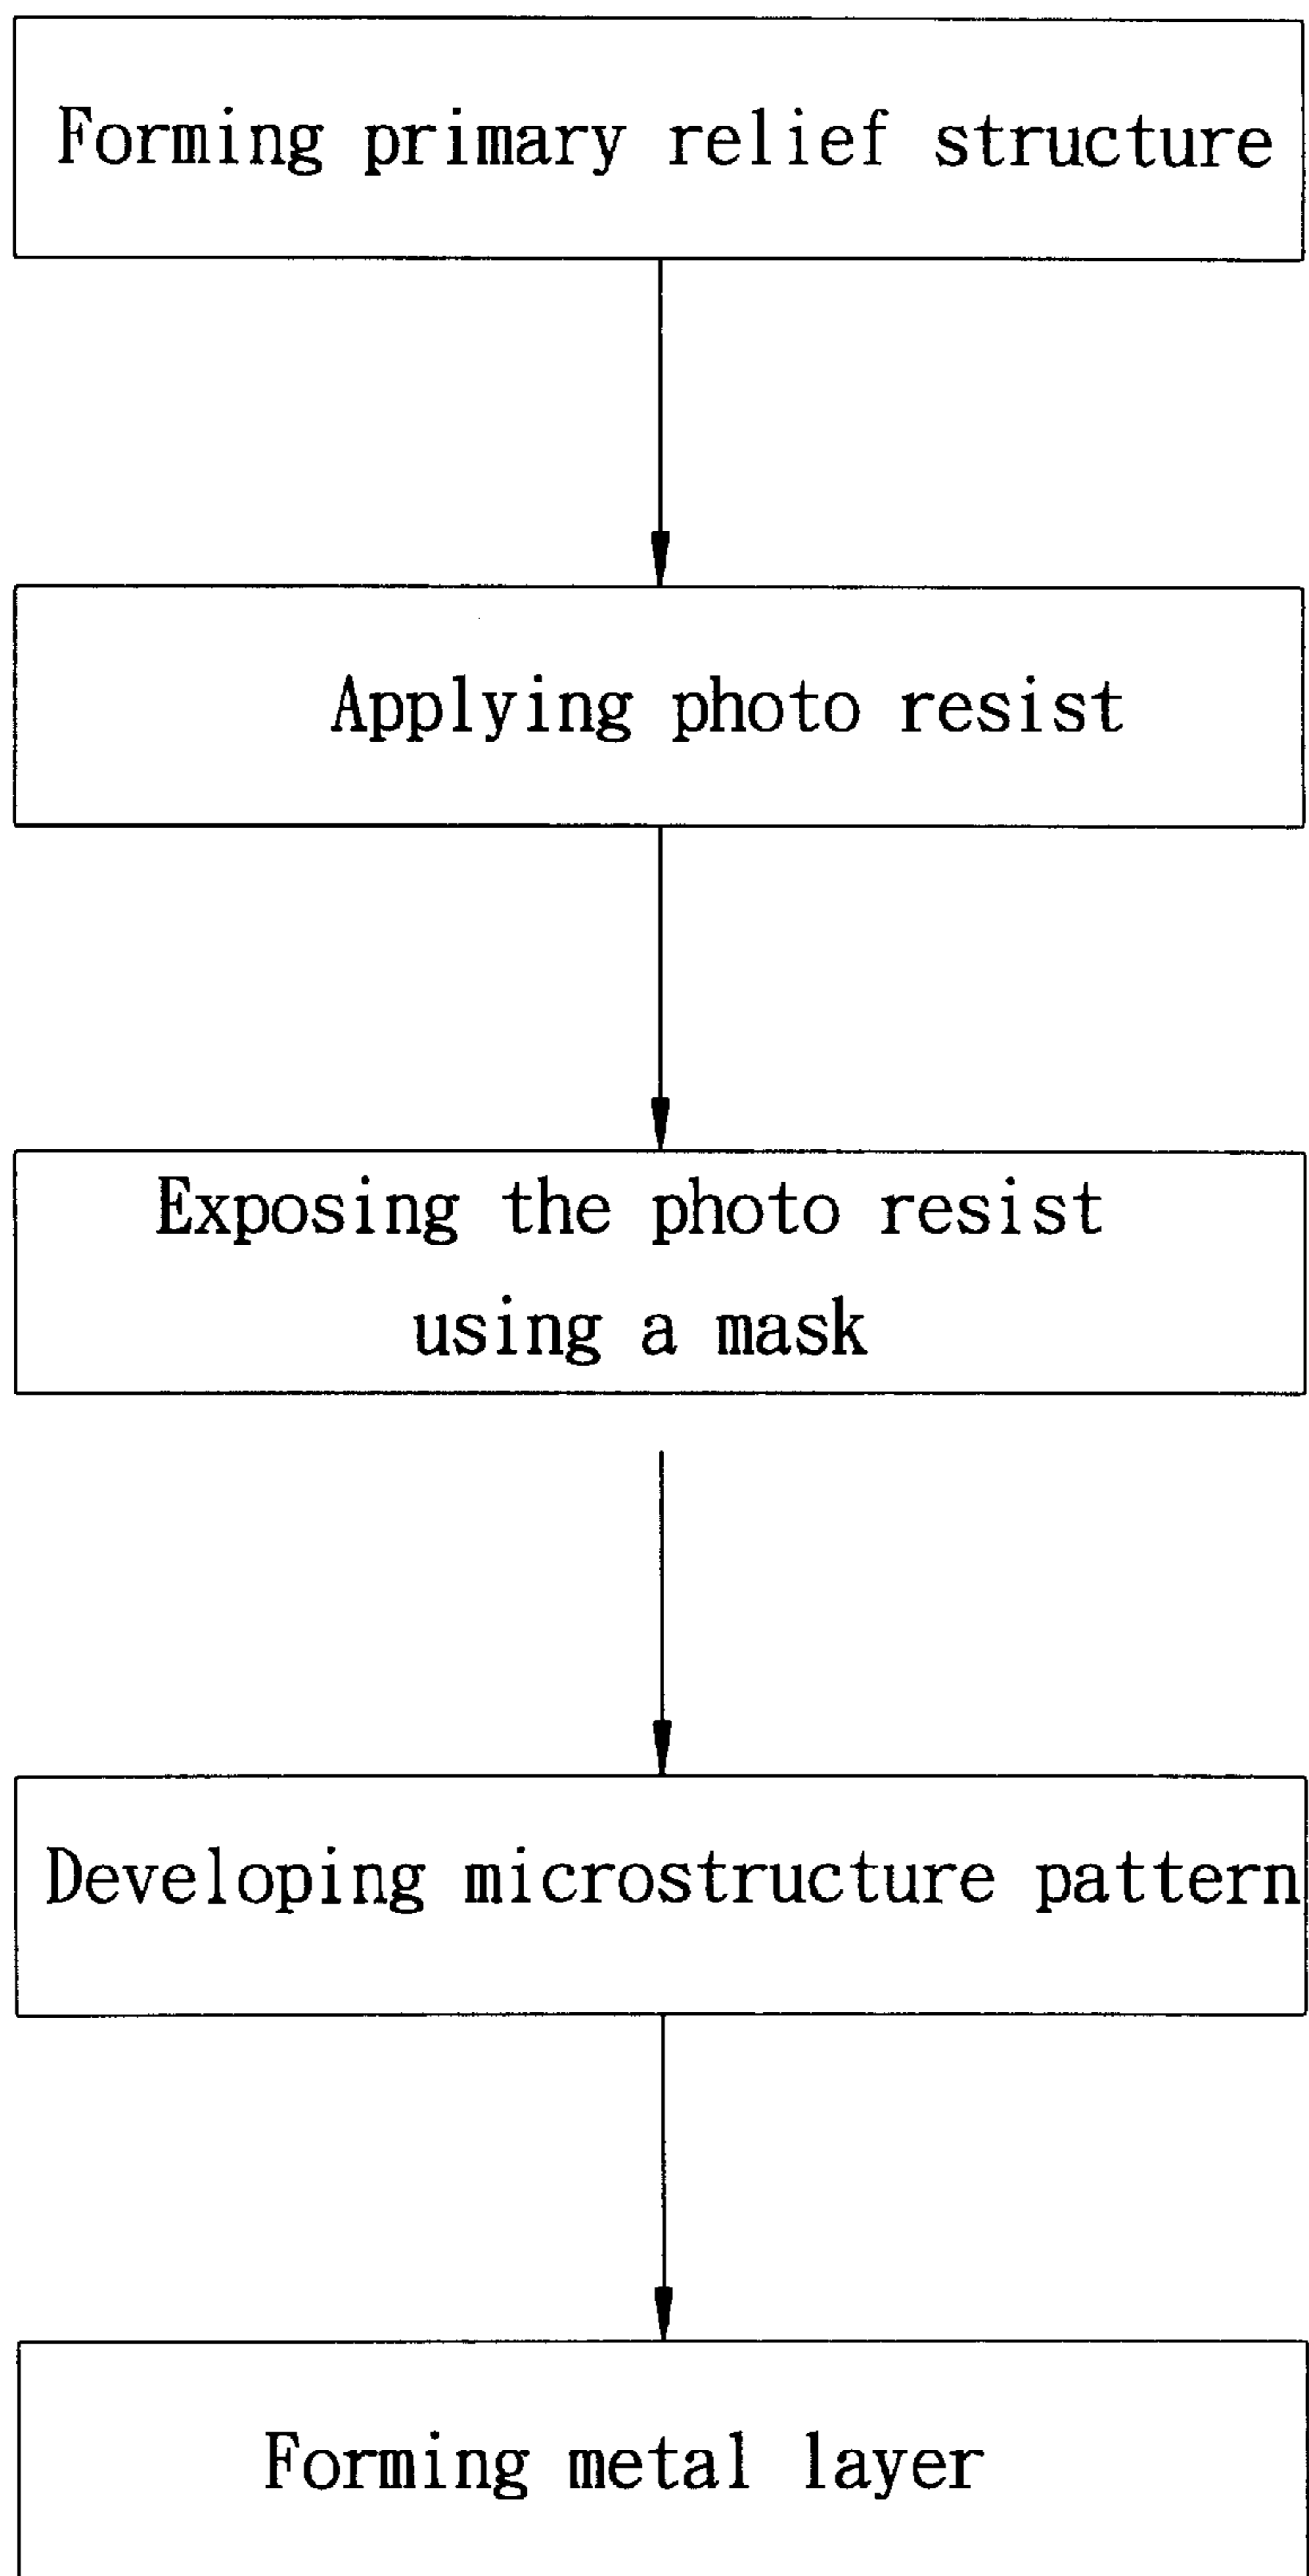 Forming primary relief structure
Applying photo resist
Exposing the photo resist
using a mask
Developing microstructure pattern
Forming metal layer